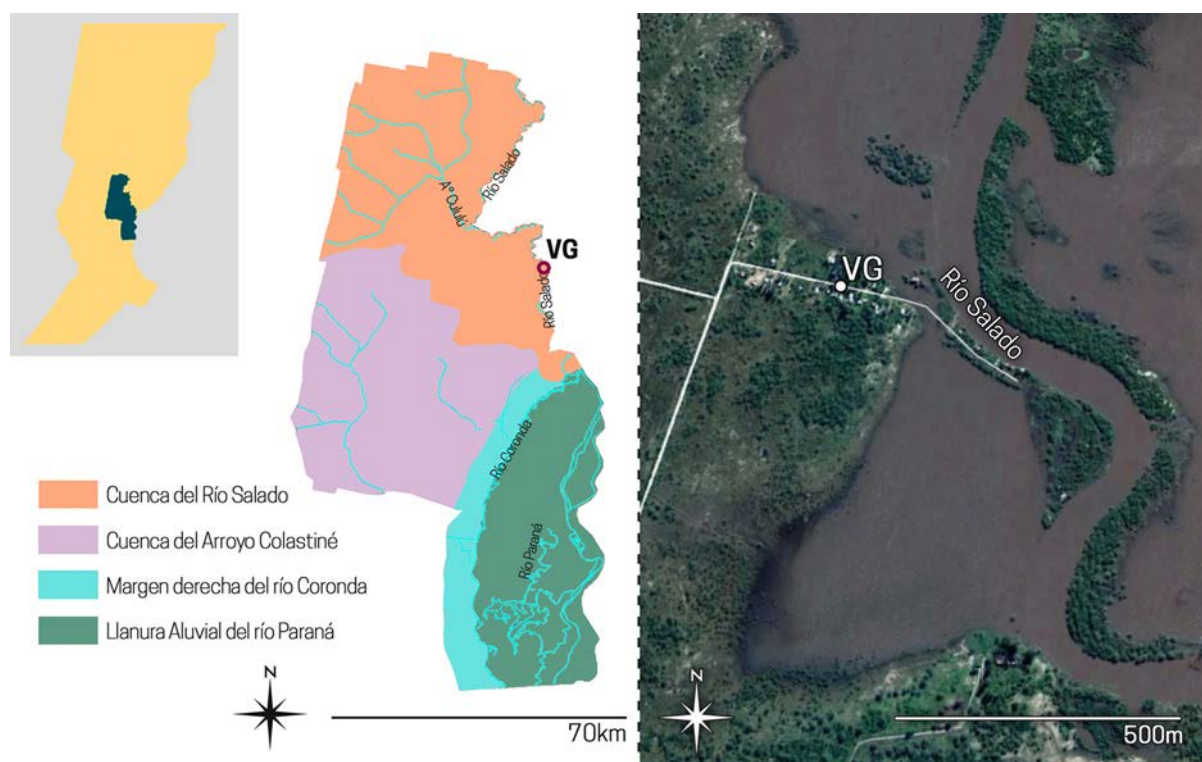 Río Salado
A° Cululú
VG
Río Salado
Río Coronda
Río Paraná
Cuenca del Río Salado
Cuenca del Arroyo Colastiné
Margen derecha del río Coronda
Llanura Aluvial del río Paraná
N
70km
VG
Río Salado
N
500m